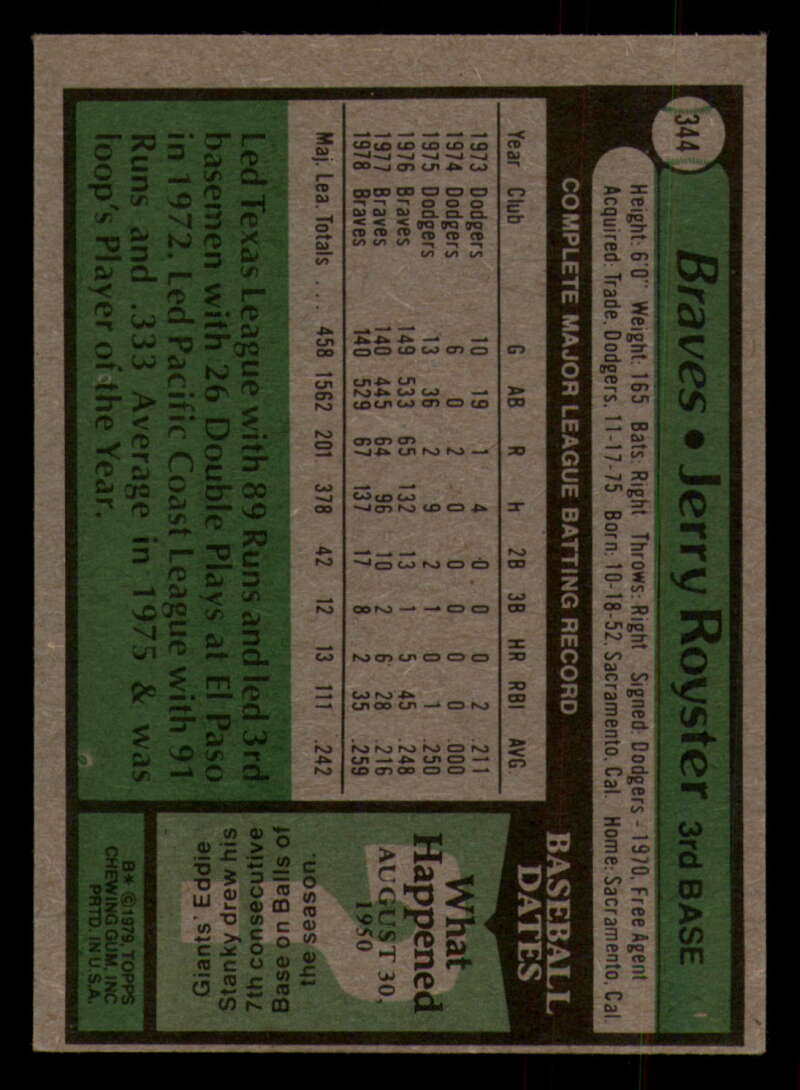 344
Braves • Jerry Royster 3rd BASE
Height: 6'0" Weight: 165 Bats: Right Throws: Right Signed: Dodgers - 1970, Free Agent
Acquired: Trade, Dodgers, 11-17-75 Born: 10-18-52, Sacramento, Cal. Home: Sacramento, Cal.
COMPLETE MAJOR LEAGUE BATTING RECORD
Year Club G AB R H 2B 3B HR RBI AVG.
1973 Dodgers 10 19 1 4 0 0 0 2 .211
1974 Dodgers 6 0 2 0 0 0 0 0 .000
1975 Dodgers 13 36 2 9 2 1 0 1 .250
1976 Braves 149 533 65 132 13 1 5 45 .248
1977 Braves 140 445 64 96 10 2 6 28 .216
1978 Braves 140 529 67 137 17 8 2 35 .259
Maj. Lea. Totals . . . 458 1562 201 378 42 12 13 111 .242
Led Texas League with 89 Runs and led 3rd
basemen with 26 Double Plays at El Paso
in 1972. Led Pacific Coast League with 91
Runs and .333 Average in 1975 & was
loop's Player of the Year.
BASEBALL
DATES
What
Happened
AUGUST 30,
1950
Giants' Eddie
Stanky drew his
7th consecutive
Base on Balls of
the season.
B* ©1979, TOPPS
CHEWING GUM, INC.
PRTD. IN U.S.A.